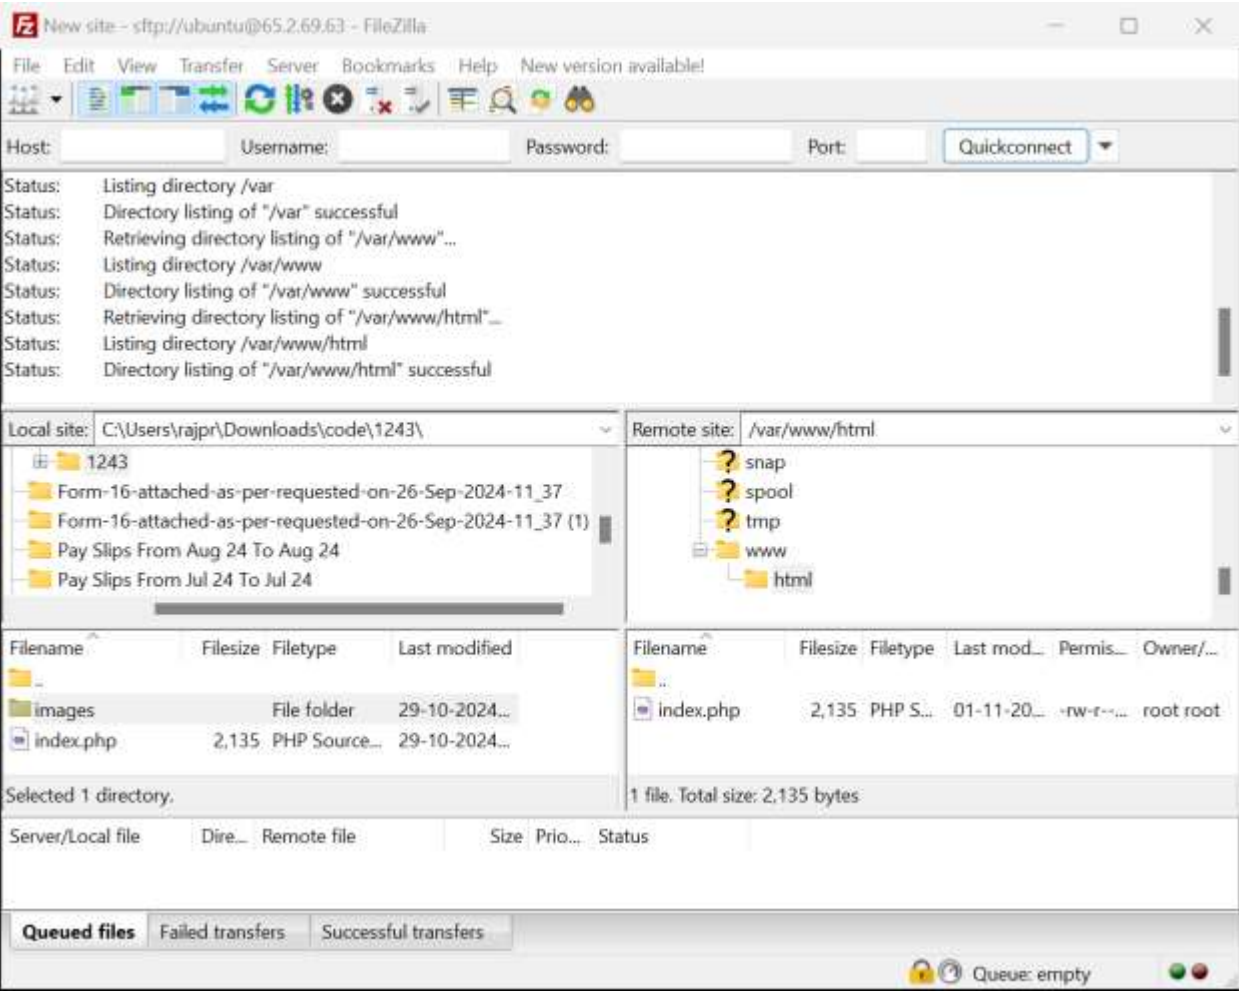 New site - sftp://ubuntu@65.2.69.63 - FileZilla
File Edit View Transfer Server Bookmarks Help New version available!
Host: Username: Password: Port: Quickconnect
Status: Listing directory /var
Status: Directory listing of "/var" successful
Status: Retrieving directory listing of "/var/www"...
Status: Listing directory /var/www
Status: Directory listing of "/var/www" successful
Status: Retrieving directory listing of "/var/www/html"...
Status: Listing directory /var/www/html
Status: Directory listing of "/var/www/html" successful
Local site: C:\Users\rajpr\Downloads\code\1243\
1243
Form-16-attached-as-per-requested-on-26-Sep-2024-11_37
Form-16-attached-as-per-requested-on-26-Sep-2024-11_37 (1)
Pay Slips From Aug 24 To Aug 24
Pay Slips From Jul 24 To Jul 24
Remote site: /var/www/html
snap
spool
tmp
www
html
Filename Filesize Filetype Last modified
..
images File folder 29-10-2024...
index.php 2,135 PHP Source... 29-10-2024...
Selected 1 directory.
Filename Filesize Filetype Last mod... Permis... Owner/...
..
index.php 2,135 PHP S... 01-11-20... -rw-r--... root root
1 file. Total size: 2,135 bytes
Server/Local file Dire... Remote file Size Prio... Status
Queued files Failed transfers Successful transfers
Queue: empty